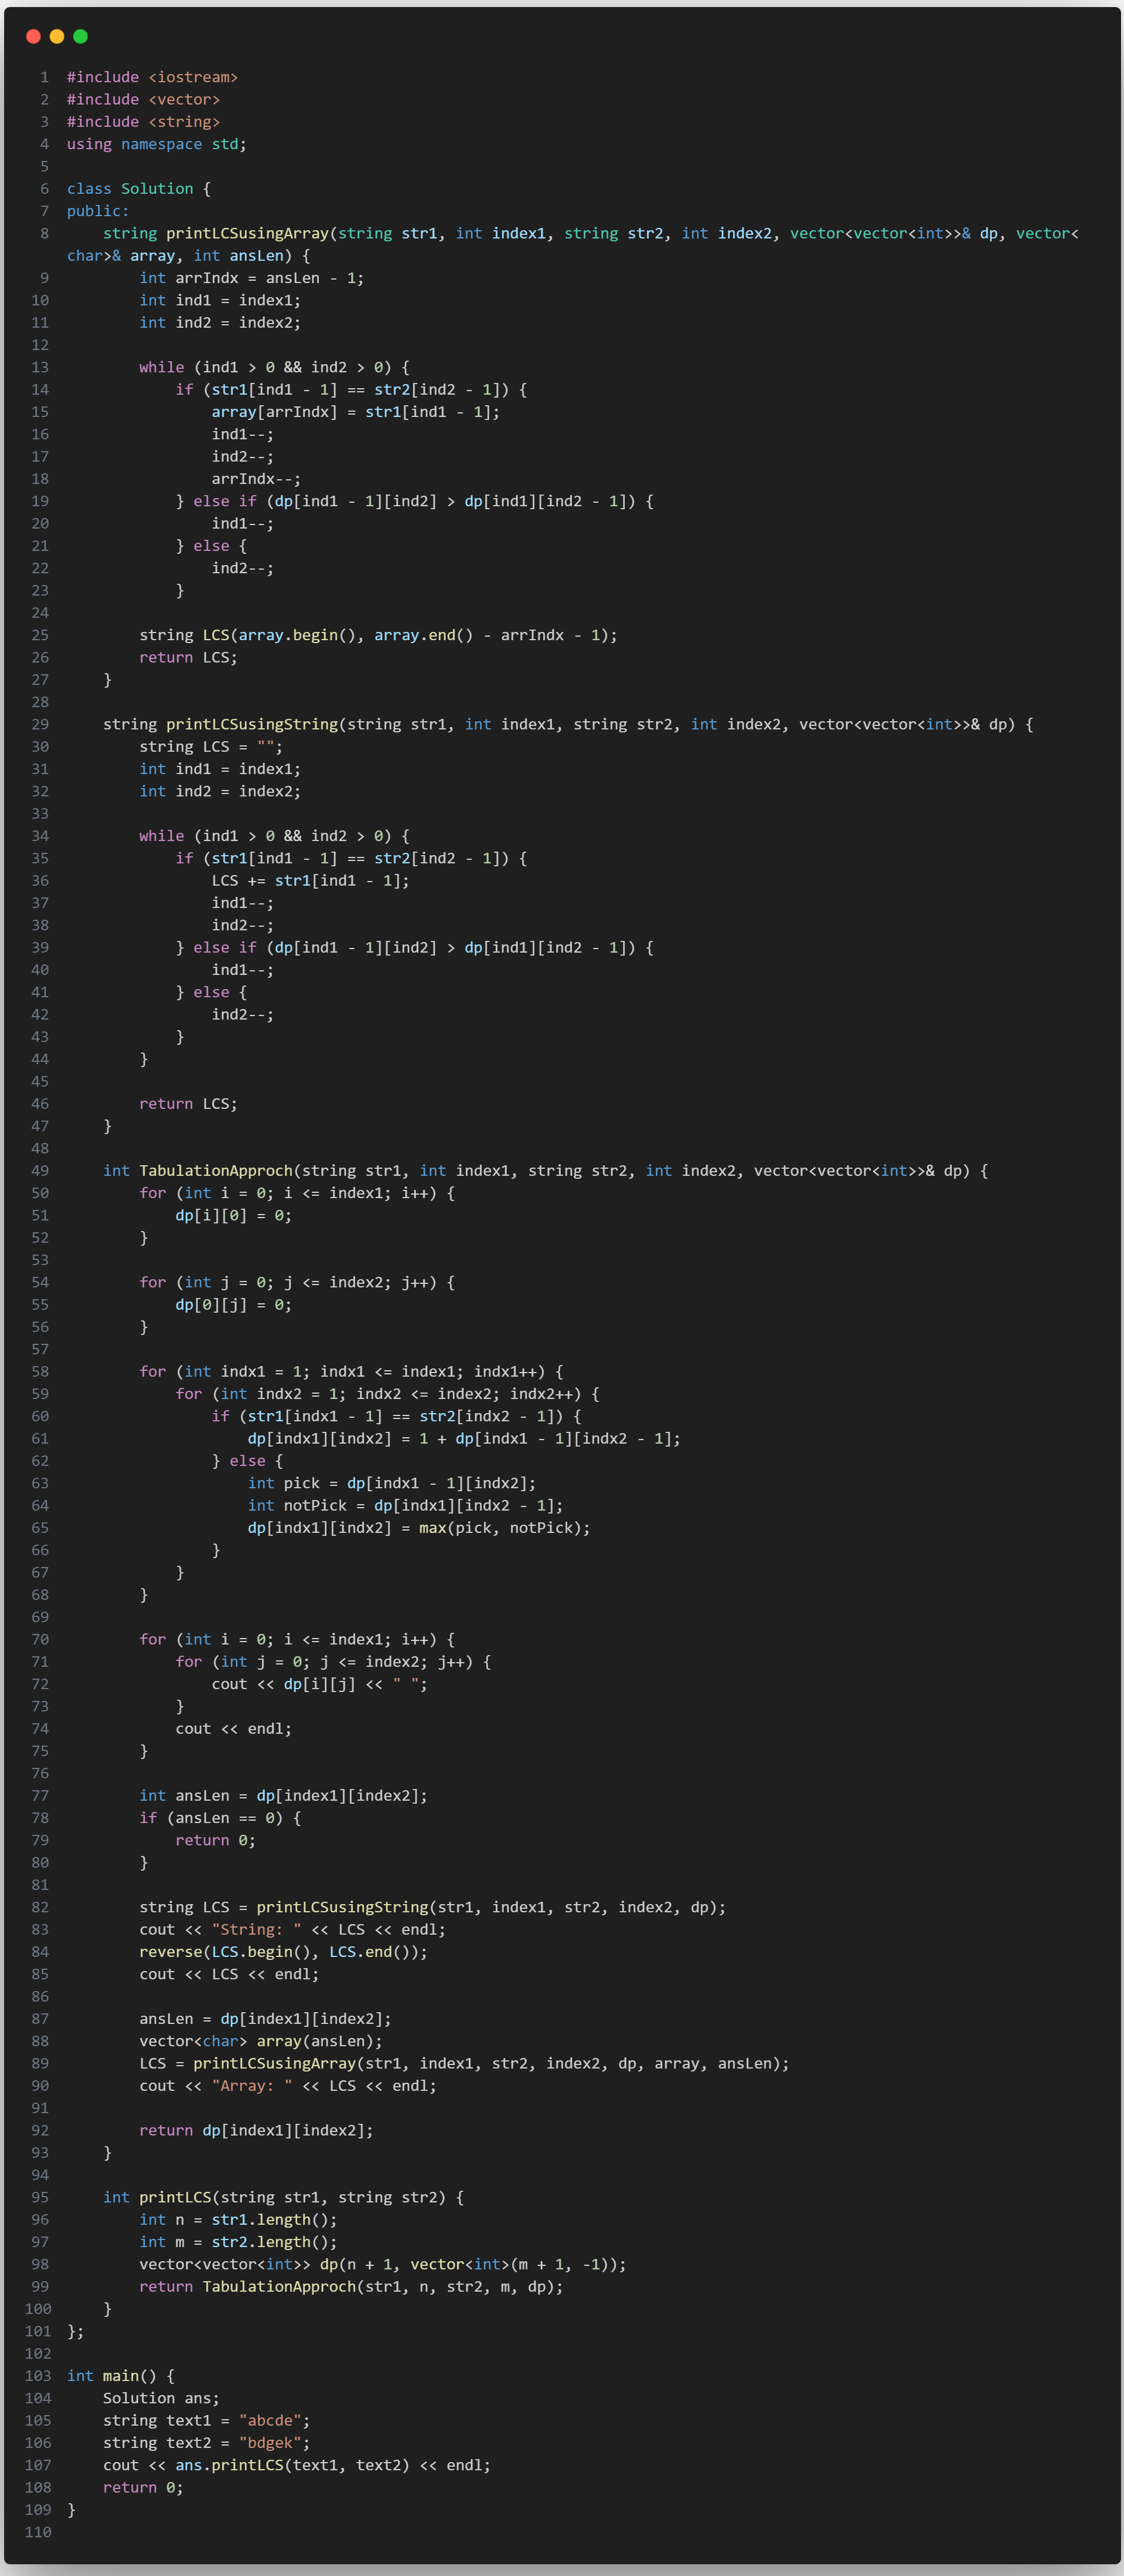 1 #include <iostream>
2 #include <vector>
3 #include <string>
4 using namespace std;
5
6 class Solution {
7 public:
8     string printLCSusingArray(string str1, int index1, string str2, int index2, vector<vector<int>>& dp, vector<
char>& array, int ansLen) {
9         int arrIndx = ansLen - 1;
10         int ind1 = index1;
11         int ind2 = index2;
12
13         while (ind1 > 0 && ind2 > 0) {
14             if (str1[ind1 - 1] == str2[ind2 - 1]) {
15                 array[arrIndx] = str1[ind1 - 1];
16                 ind1--;
17                 ind2--;
18                 arrIndx--;
19             } else if (dp[ind1 - 1][ind2] > dp[ind1][ind2 - 1]) {
20                 ind1--;
21             } else {
22                 ind2--;
23             }
24
25         string LCS(array.begin(), array.end() - arrIndx - 1);
26         return LCS;
27     }
28
29     string printLCSusingString(string str1, int index1, string str2, int index2, vector<vector<int>>& dp) {
30         string LCS = "";
31         int ind1 = index1;
32         int ind2 = index2;
33
34         while (ind1 > 0 && ind2 > 0) {
35             if (str1[ind1 - 1] == str2[ind2 - 1]) {
36                 LCS += str1[ind1 - 1];
37                 ind1--;
38                 ind2--;
39             } else if (dp[ind1 - 1][ind2] > dp[ind1][ind2 - 1]) {
40                 ind1--;
41             } else {
42                 ind2--;
43             }
44         }
45
46         return LCS;
47     }
48
49     int TabulationApproch(string str1, int index1, string str2, int index2, vector<vector<int>>& dp) {
50         for (int i = 0; i <= index1; i++) {
51             dp[i][0] = 0;
52         }
53
54         for (int j = 0; j <= index2; j++) {
55             dp[0][j] = 0;
56         }
57
58         for (int indx1 = 1; indx1 <= index1; indx1++) {
59             for (int indx2 = 1; indx2 <= index2; indx2++) {
60                 if (str1[indx1 - 1] == str2[indx2 - 1]) {
61                     dp[indx1][indx2] = 1 + dp[indx1 - 1][indx2 - 1];
62                 } else {
63                     int pick = dp[indx1 - 1][indx2];
64                     int notPick = dp[indx1][indx2 - 1];
65                     dp[indx1][indx2] = max(pick, notPick);
66                 }
67             }
68         }
69
70         for (int i = 0; i <= index1; i++) {
71             for (int j = 0; j <= index2; j++) {
72                 cout << dp[i][j] << " ";
73             }
74             cout << endl;
75         }
76
77         int ansLen = dp[index1][index2];
78         if (ansLen == 0) {
79             return 0;
80         }
81
82         string LCS = printLCSusingString(str1, index1, str2, index2, dp);
83         cout << "String: " << LCS << endl;
84         reverse(LCS.begin(), LCS.end());
85         cout << LCS << endl;
86
87         ansLen = dp[index1][index2];
88         vector<char> array(ansLen);
89         LCS = printLCSusingArray(str1, index1, str2, index2, dp, array, ansLen);
90         cout << "Array: " << LCS << endl;
91
92         return dp[index1][index2];
93     }
94
95     int printLCS(string str1, string str2) {
96         int n = str1.length();
97         int m = str2.length();
98         vector<vector<int>> dp(n + 1, vector<int>(m + 1, -1));
99         return TabulationApproch(str1, n, str2, m, dp);
100     }
101 };
102
103 int main() {
104     Solution ans;
105     string text1 = "abcde";
106     string text2 = "bdgek";
107     cout << ans.printLCS(text1, text2) << endl;
108     return 0;
109 }
110